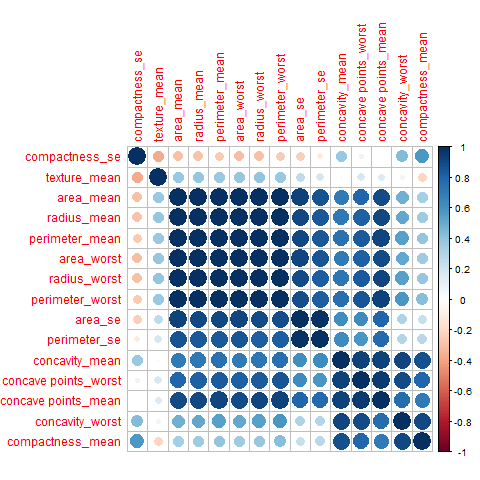 compactness_se
texture_mean
area_mean
radius_mean
perimeter_mean
area_worst
radius_worst
perimeter_worst
area_se
perimeter_se
concavity_mean
concave points_worst
concave points_mean
concavity_worst
compactness_mean
compactness_se
texture_mean
area_mean
radius_mean
perimeter_mean
area_worst
radius_worst
perimeter_worst
area_se
perimeter_se
concavity_mean
concave points_worst
concave points_mean
concavity_worst
compactness_mean
1
0.8
0.6
0.4
0.2
0
-0.2
-0.4
-0.6
-0.8
-1